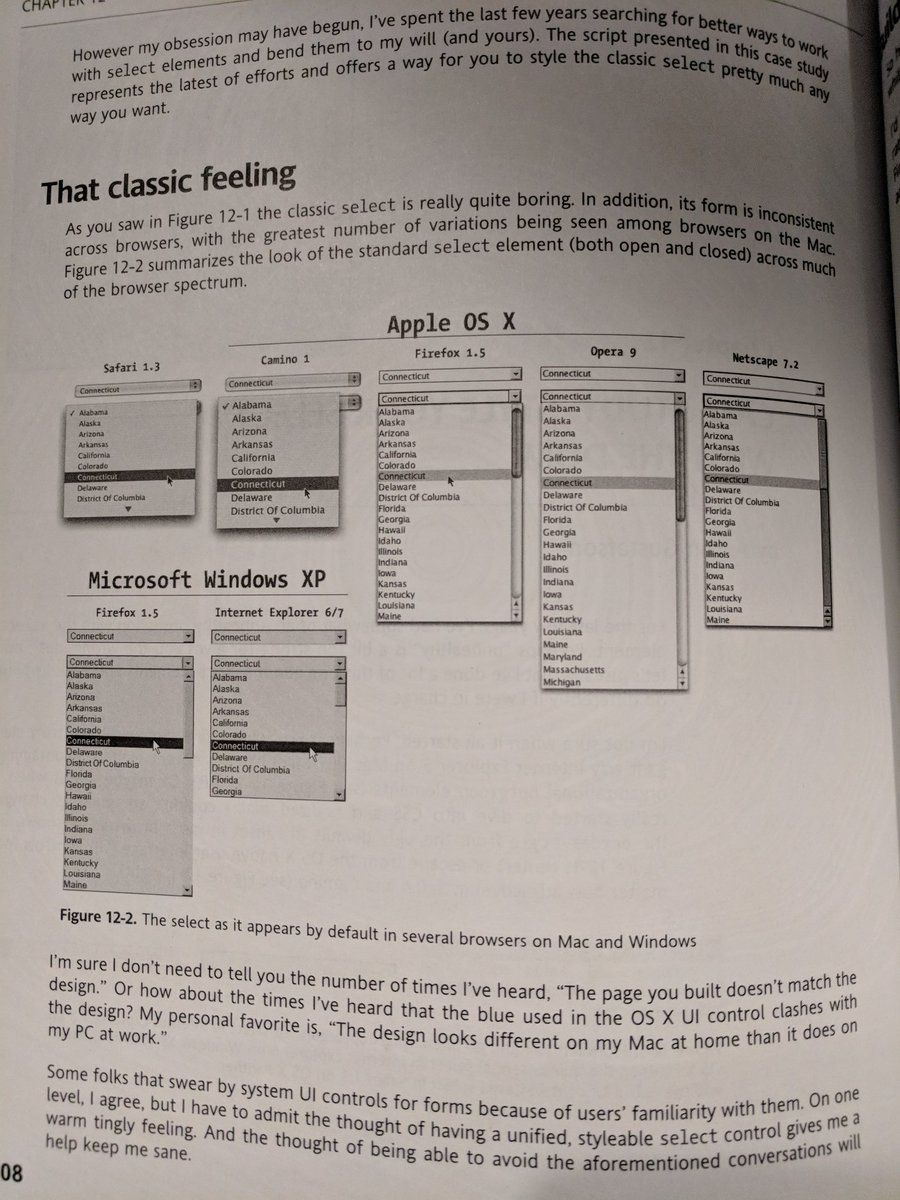 CHAPTER 12
However my obsession may have begun, I've spent the last few years searching for better ways to work
with select elements and bend them to my will (and yours). The script presented in this case study
represents the latest of efforts and offers a way for you to style the classic select pretty much any
way you want.
That classic feeling
As you saw in Figure 12-1 the classic select is really quite boring. In addition, its form is inconsistent
across browsers, with the greatest number of variations being seen among browsers on the Mac.
Figure 12-2 summarizes the look of the standard select element (both open and closed) across much
of the browser spectrum.
Apple OS X
Safari 1.3
Connecticut
✓ Alabama
Alaska
Arizona
Arkansas
California
Colorado
Connecticut
Delaware
District Of Columbia
Camino 1
Connecticut
✓ Alabama
Alaska
Arizona
Arkansas
California
Colorado
Connecticut
Delaware
District Of Columbia
Firefox 1.5
Connecticut
Connecticut
Alabama
Alaska
Arizona
Arkansas
California
Colorado
Connecticut
Delaware
District Of Columbia
Florida
Georgia
Hawaii
Idaho
Illinois
Indiana
Iowa
Kansas
Kentucky
Louisiana
Maine
Opera 9
Connecticut
Connecticut
Alabama
Alaska
Arizona
Arkansas
California
Colorado
Connecticut
Delaware
District Of Columbia
Florida
Georgia
Hawaii
Idaho
Illinois
Indiana
Iowa
Kansas
Kentucky
Louisiana
Maine
Maryland
Massachusetts
Michigan
Netscape 7.2
Connecticut
Connecticut
Alabama
Alaska
Arizona
Arkansas
California
Colorado
Connecticut
Delaware
District Of Columbia
Florida
Georgia
Hawaii
Idaho
Illinois
Indiana
Iowa
Kansas
Kentucky
Louisiana
Maine
Microsoft Windows XP
Firefox 1.5
Connecticut
Connecticut
Alabama
Alaska
Arizona
Arkansas
California
Colorado
Connecticut
Delaware
District Of Columbia
Florida
Georgia
Hawaii
Idaho
Illinois
Indiana
Iowa
Kansas
Kentucky
Louisiana
Maine
Internet Explorer 6/7
Connecticut
Connecticut
Alabama
Alaska
Arizona
Arkansas
California
Colorado
Connecticut
Delaware
District Of Columbia
Florida
Georgia
Figure 12-2. The select as it appears by default in several browsers on Mac and Windows
I'm sure I don't need to tell you the number of times I've heard, "The page you built doesn't match the
design." Or how about the times I've heard that the blue used in the OS X UI control clashes with
the design? My personal favorite is, "The design looks different on my Mac at home than it does on
my PC at work."
Some folks that swear by system UI controls for forms because of users' familiarity with them. On one
level, I agree, but I have to admit the thought of having a unified, styleable select control gives me a
warm tingly feeling. And the thought of being able to avoid the aforementioned conversations will
help keep me sane.
08